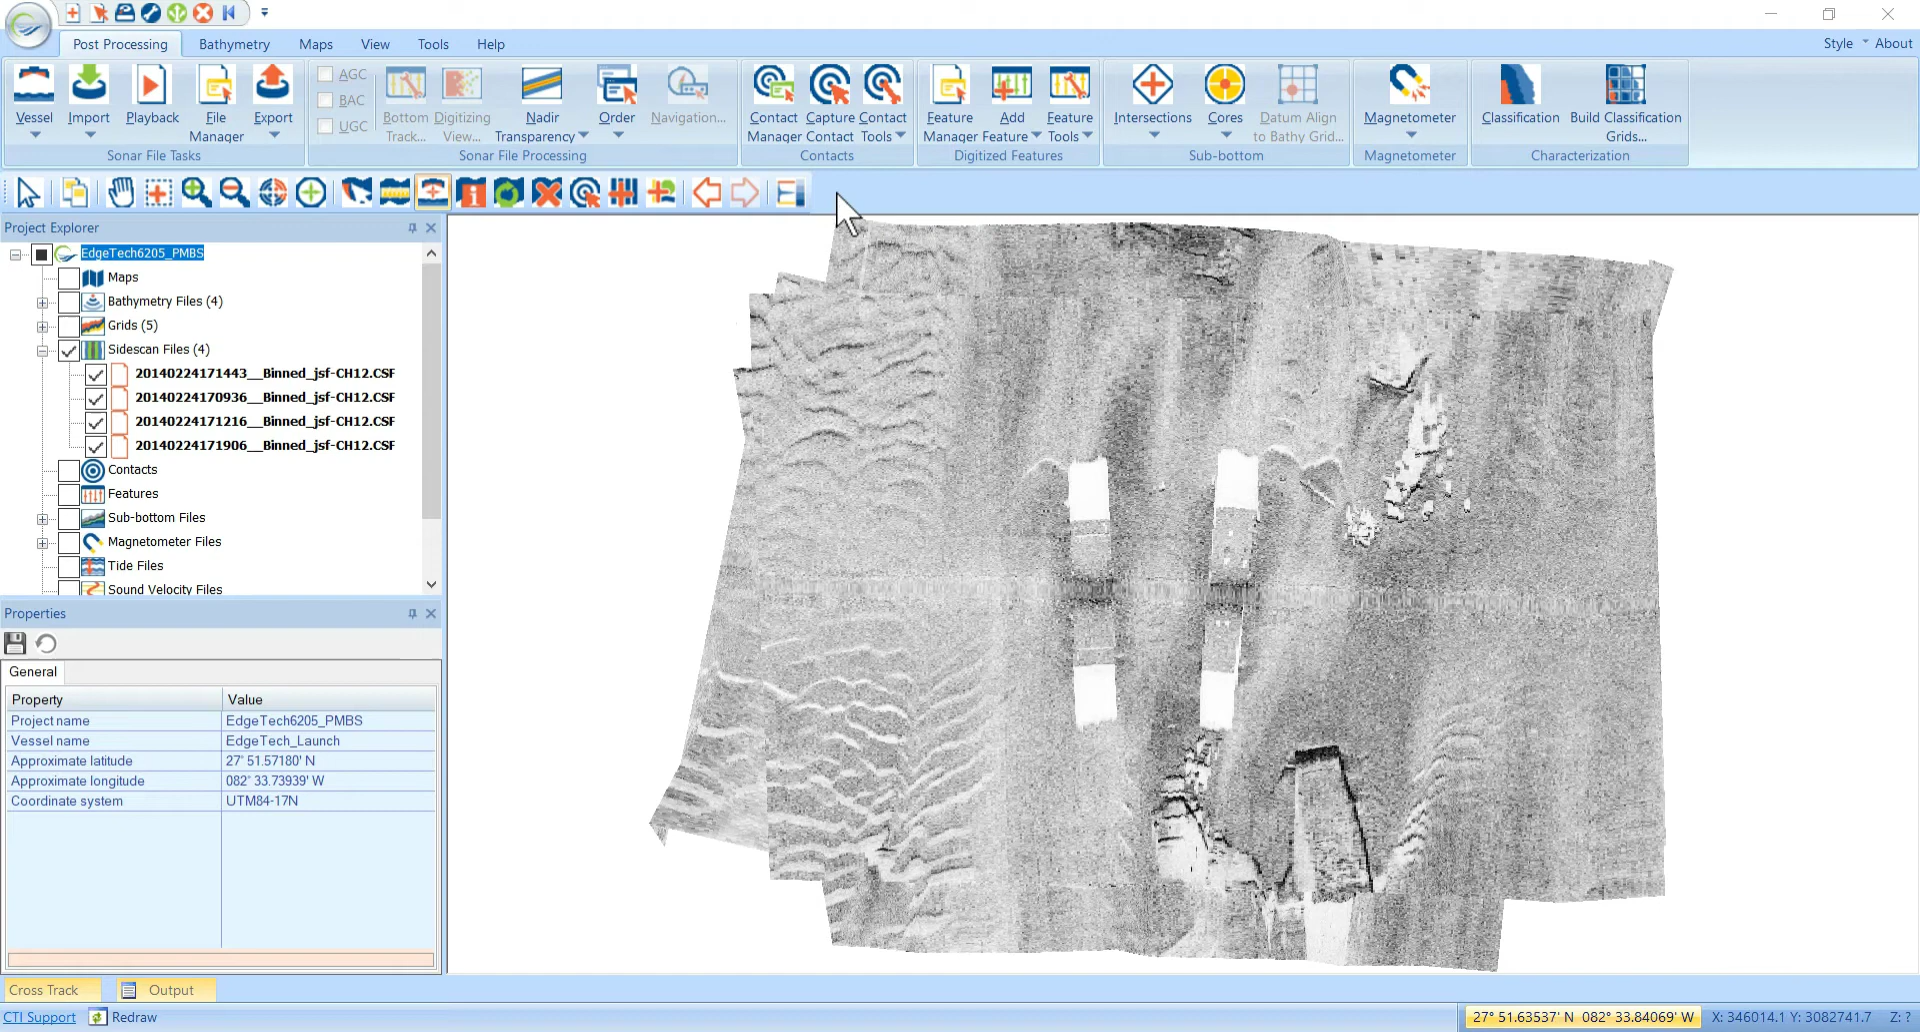 Post Processing Bathymetry Maps View Tools Help Style About
AGC
BAC
UGC
Vessel Import Playback File Manager Export
Bottom Track... Digitizing View... Nadir Transparency Order Navigation...
Contact Manager Capture Contact Contact Tools
Feature Manager Add Feature Feature Tools
Intersections Cores Datum Align to Bathy Grid...
Magnetometer
Classification Build Classification Grids...
Sonar File Tasks Sonar File Processing Contacts Digitized Features Sub-bottom Magnetometer Characterization
Project Explorer
EdgeTech6205_PMBS
Maps
Bathymetry Files (4)
Grids (5)
Sidescan Files (4)
20140224171443__Binned_jsf-CH12.CSF
20140224170936__Binned_jsf-CH12.CSF
20140224171216__Binned_jsf-CH12.CSF
20140224171906__Binned_jsf-CH12.CSF
Contacts
Features
Sub-bottom Files
Magnetometer Files
Tide Files
Sound Velocity Files
Properties
General
Property Value
Project name EdgeTech6205_PMBS
Vessel name EdgeTech_Launch
Approximate latitude 27° 51.57180' N
Approximate longitude 082° 33.73939' W
Coordinate system UTM84-17N
Cross Track Output
CTI Support Redraw 27° 51.63537' N 082° 33.84069' W X: 346014.1 Y: 3082741.7 Z: ?